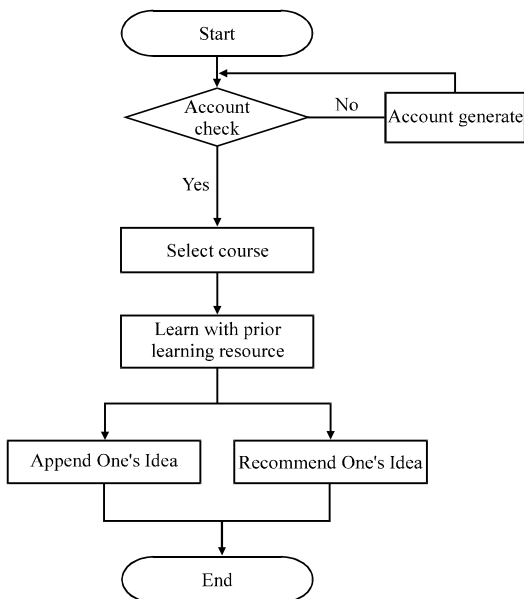 Start
Account
check
No
Account generate
Yes
Select course
Learn with prior
learning resource
Append One's Idea
Recommend One's Idea
End